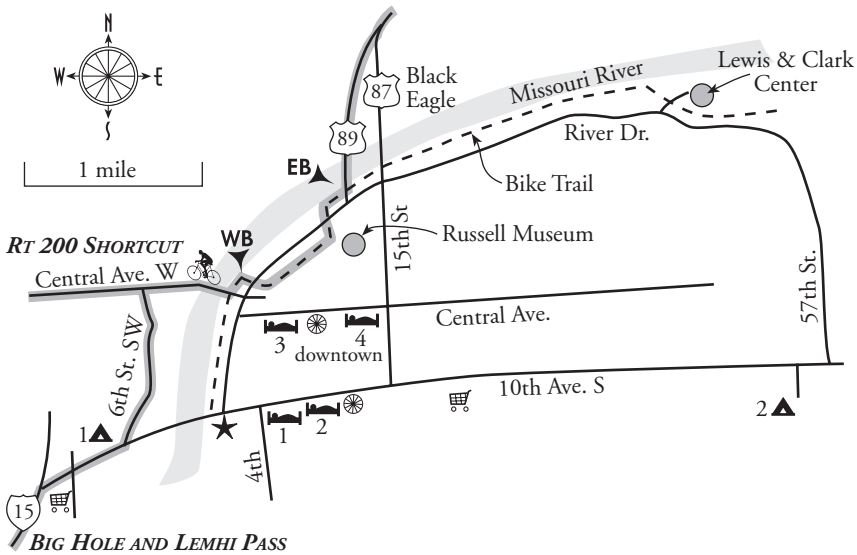 N
W
E
S
1 mile
Black
Eagle
87
89
Missouri River
Lewis & Clark
Center
River Dr.
EB
Bike Trail
RT 200 SHORTCUT
WB
Russell Museum
15th St
Central Ave. W
57th St.
6th St. SW
Central Ave.
3
4
downtown
10th Ave. S
1
1
2
2
4th
15
BIG HOLE AND LEMHI PASS